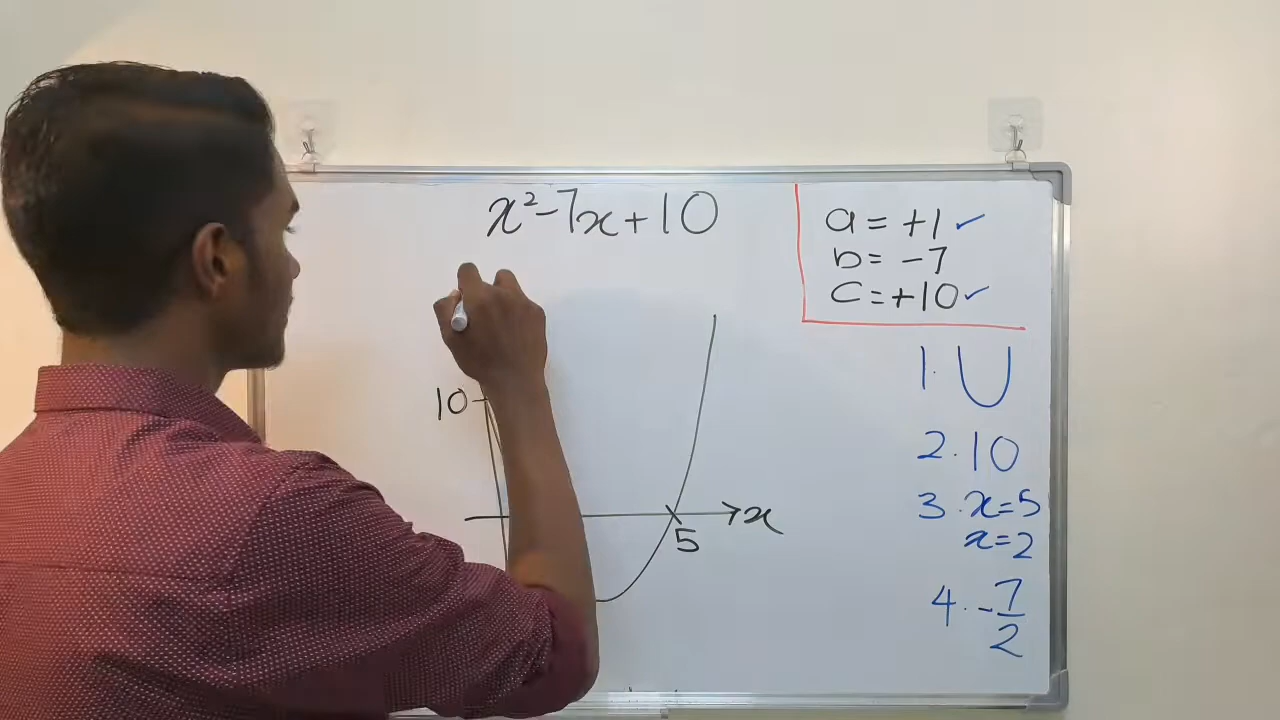 x²-7x+10
a = +1 ✓
b = -7
c = +10 ✓
1. U
2. 10
3. x=5
x=2
4. -7/2
10
x
5